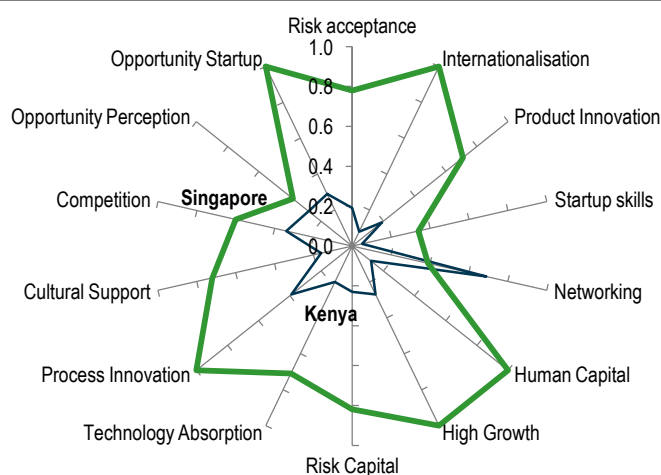 Risk acceptance
1.0
Opportunity Startup
Internationalisation
0.8
Opportunity Perception
0.6
Product Innovation
0.4
Competition
Singapore
0.2
Startup skills
0.0
Cultural Support
Kenya
Networking
Process Innovation
Human Capital
Technology Absorption
High Growth
Risk Capital